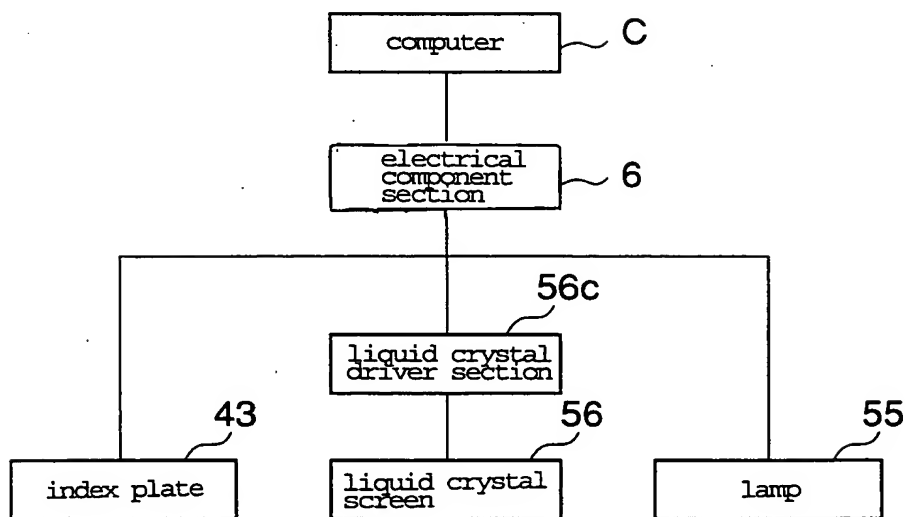 computer
C
electrical
component
section
6
56c
liquid crystal
driver section
43
56
55
index plate
liquid crystal
screen
lamp